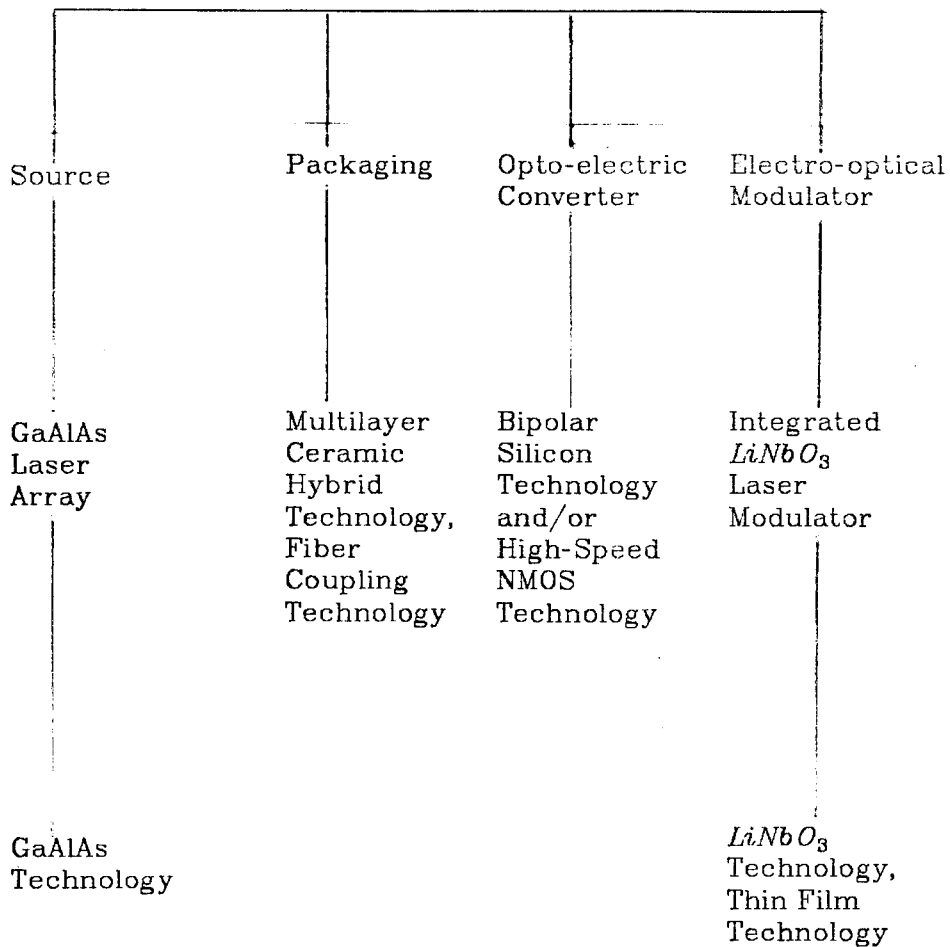 Source
Packaging
Opto-electric
Converter
Electro-optical
Modulator
GaAlAs
Laser
Array
Multilayer
Ceramic
Hybrid
Technology,
Fiber
Coupling
Technology
Bipolar
Silicon
Technology
and/or
High-Speed
NMOS
Technology
Integrated
LiNbO₃
Laser
Modulator
GaAlAs
Technology
LiNbO₃
Technology,
Thin Film
Technology